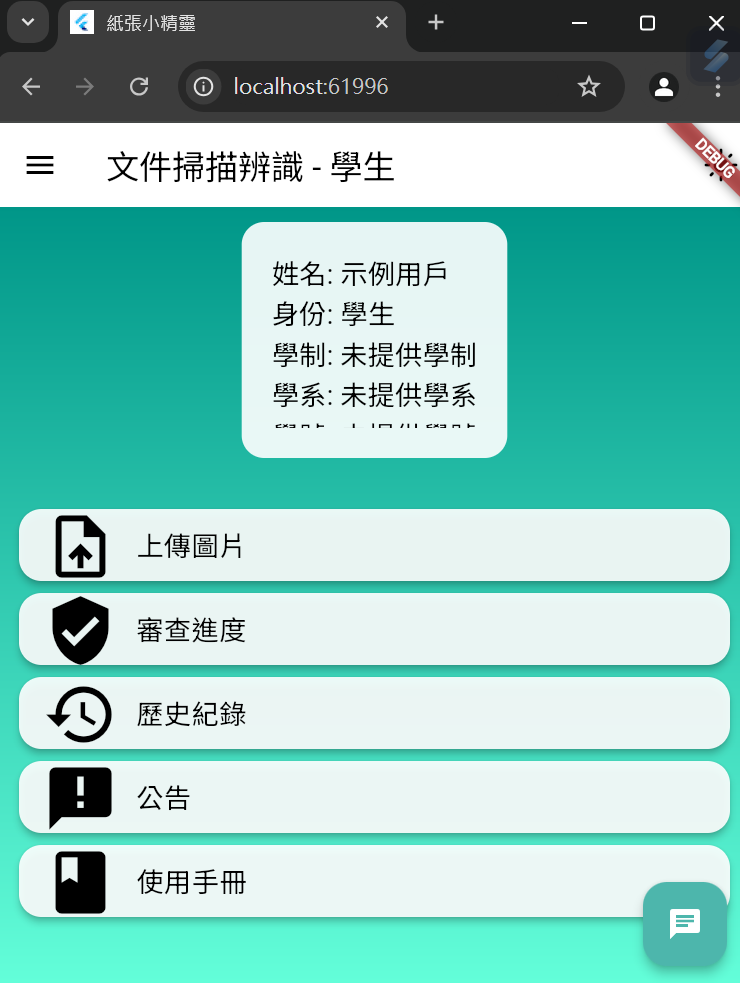 紙張小精靈
localhost:61996
文件掃描辨識 - 學生
DEBUG
姓名: 示例用戶
身份: 學生
學制: 未提供學制
學系: 未提供學系
上傳圖片
審查進度
歷史紀錄
公告
使用手冊